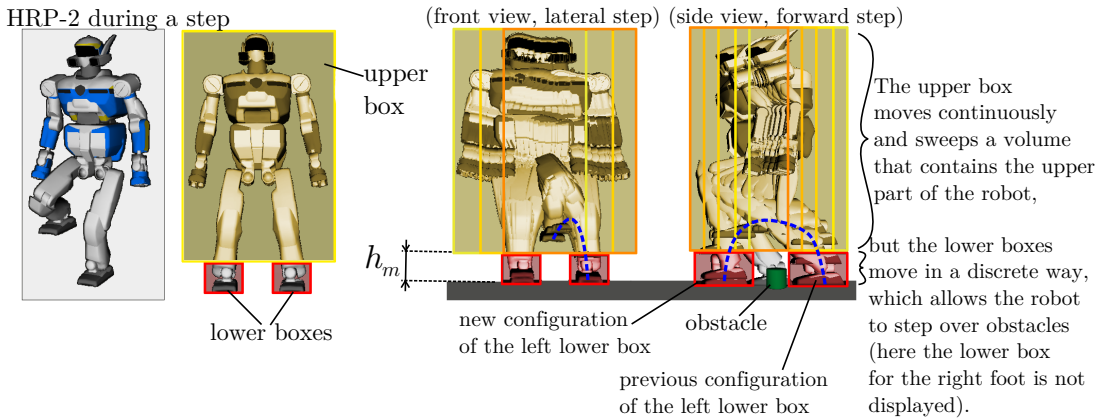 HRP-2 during a step
(front view, lateral step)
(side view, forward step)
upper
box
lower boxes
h_m
new configuration
of the left lower box
obstacle
previous configuration
of the left lower box
The upper box
moves continuously
and sweeps a volume
that contains the upper
part of the robot,
but the lower boxes
move in a discrete way,
which allows the robot
to step over obstacles
(here the lower box
for the right foot is not
displayed).